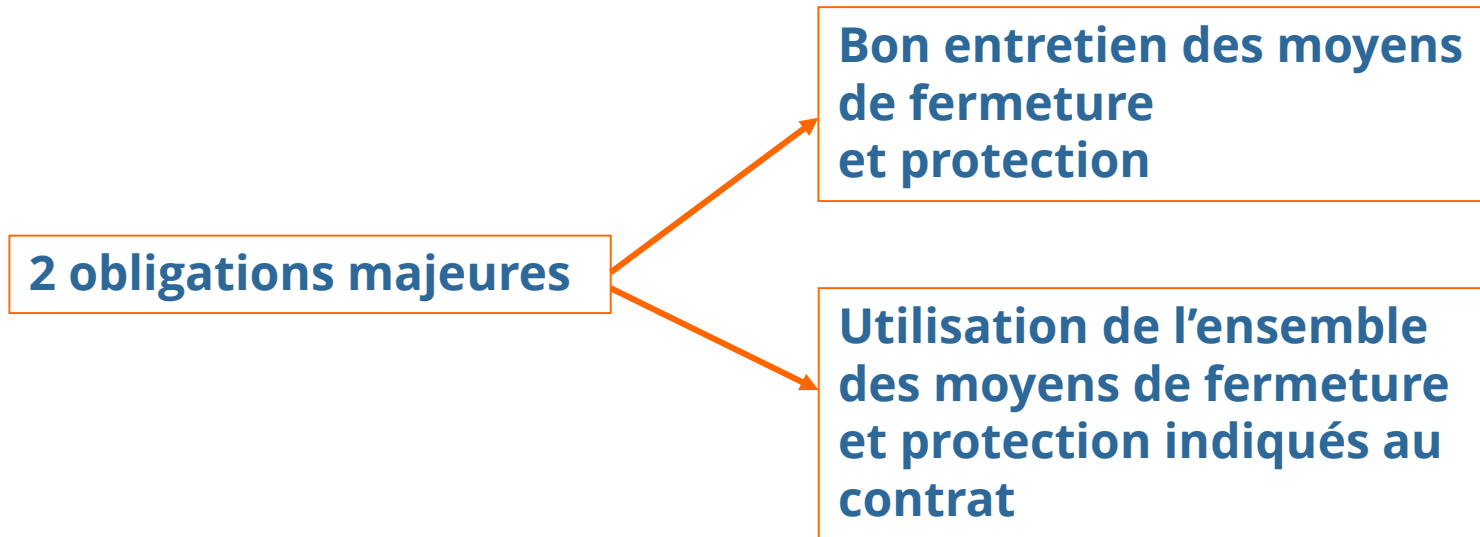 Bon entretien des moyens
de fermeture
et protection
2 obligations majeures
Utilisation de l’ensemble
des moyens de fermeture
et protection indiqués au
contrat